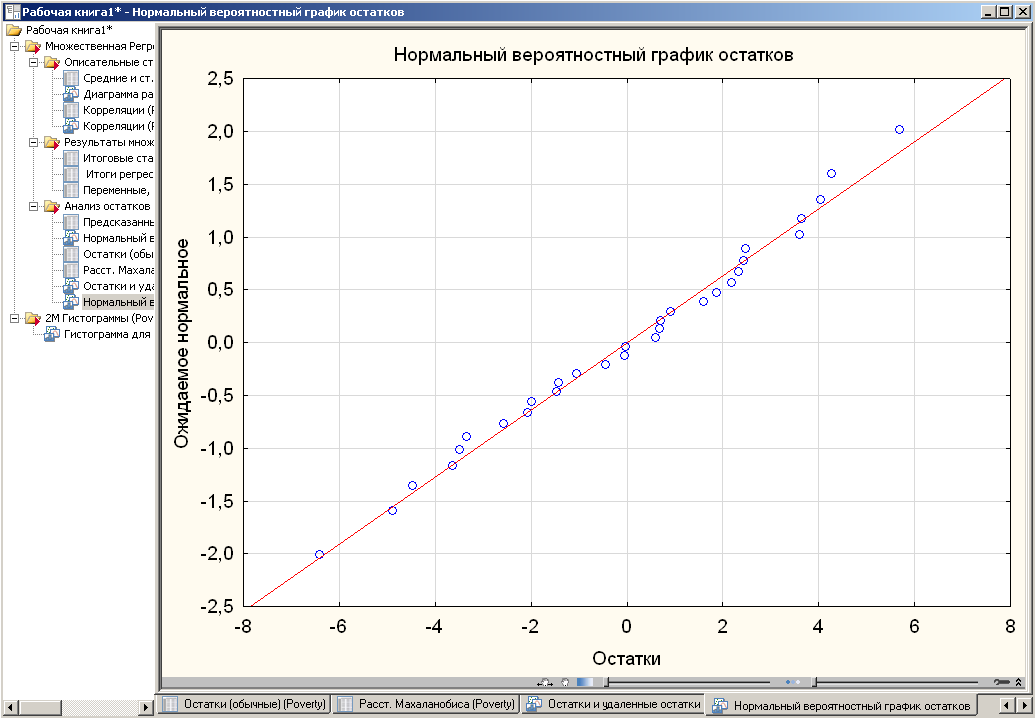 Рабочая книга1* - Нормальный вероятностный график остатков
Рабочая книга1*
Множественная Регр
Описательные ст
Средние и ст.
Диаграмма ра
Корреляции (F
Корреляции (F
Результаты множ
Итоговые ста
Итоги регрес
Переменные,
Анализ остатков
Предсказанны
Нормальный в
Остатки (обы
Расст. Махала
Остатки и уда
Нормальный в
2М Гистограммы (Pov
Гистограмма для
Нормальный вероятностный график остатков
2,5
2,0
1,5
1,0
0,5
0,0
-0,5
-1,0
-1,5
-2,0
-2,5
Ожидаемое нормальное
-8 -6 -4 -2 0 2 4 6 8
Остатки
Остатки (обычные) (Poverty) Расст. Махаланобиса (Poverty) Остатки и удаленные остатки Нормальный вероятностный график остатков